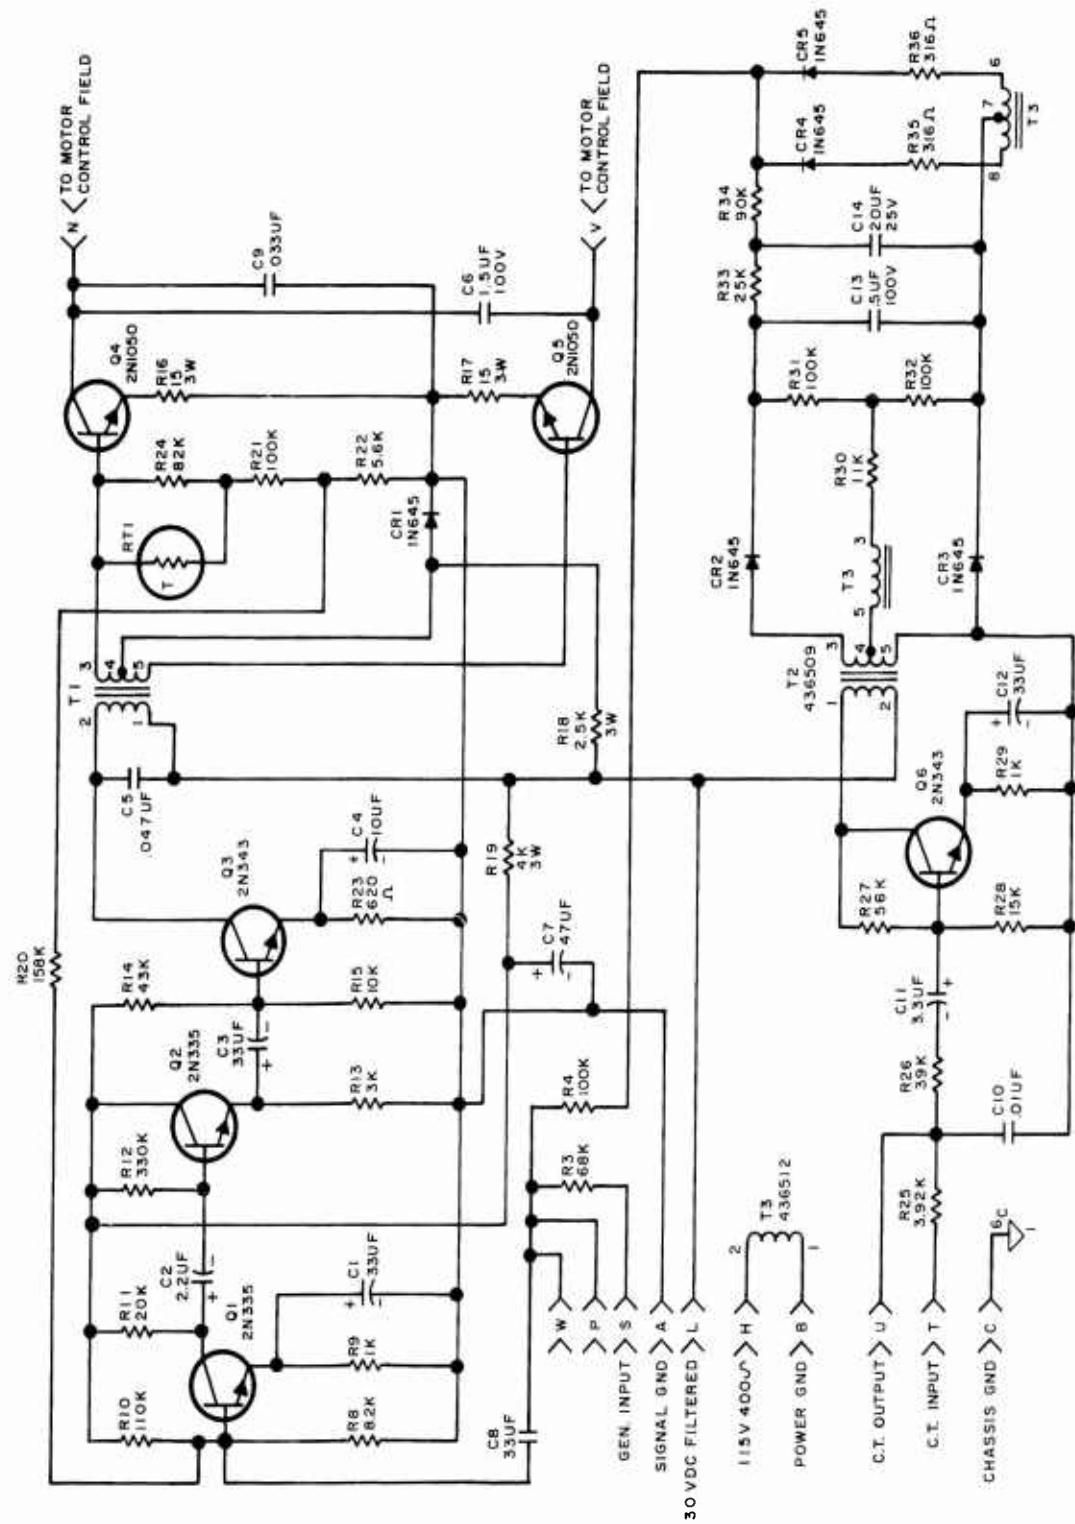 N
TO MOTOR
CONTROL FIELD
C9
.033UF
C6
1.5UF
100V
V
TO MOTOR
CONTROL FIELD
Q4
2N1050
R16
15
3W
R17
15
3W
Q5
2N1050
R24
82K
R21
100K
R22
5.6K
RT1
T
CR1
1N645
T1
3
4
5
2
1
R18
2.5K
3W
C5
.047UF
R20
158K
Q3
2N343
C4
10UF
+
-
R23
620
Ω
R19
4K
3W
C7
47UF
+
-
R14
43K
R15
10K
C3
33UF
+
-
Q2
2N335
R13
3K
R12
330K
C2
2.2UF
+
-
R11
20K
Q1
2N335
C1
33UF
+
-
R9
1K
R10
110K
R8
8.2K
C8
33UF
R4
100K
R3
68K
W
P
GEN. INPUT S
SIGNAL GND A
30 VDC FILTERED L
115V 400∿ H
POWER GND B
C.T. OUTPUT U
C.T. INPUT T
CHASSIS GND C
T3
436512
2
1
6C
1
R25
3.92K
C10
.01UF
R26
39K
C11
3.3UF
-
+
R27
56K
R28
15K
Q6
2N343
R29
1K
C12
33UF
+
-
T2
436509
1
2
3
4
5
T3
5
3
CR2
1N645
CR3
1N645
R30
11K
R31
100K
R32
100K
R33
25K
C13
.5UF
100V
R34
90K
C14
20UF
25V
CR4
1N645
R35
316Ω
CR5
1N645
R36
316Ω
8
7
6
T3